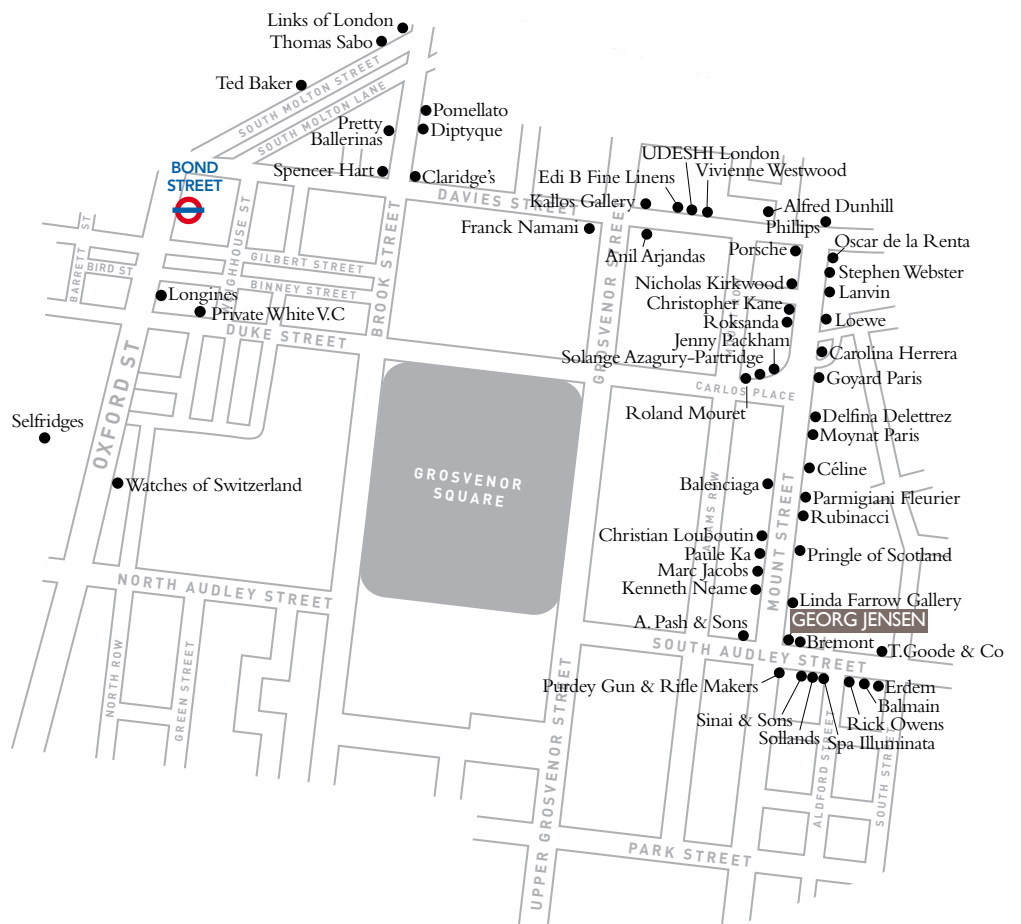 Links of London
Thomas Sabo
Ted Baker
SOUTH MOLTON STREET
SOUTH MOLTON LANE
Pomellato
Diptyque
Pretty
Ballerinas
Spencer Hart
Claridge's
BOND
STREET
UDESHI London
Vivienne Westwood
Edi B Fine Linens
Kallos Gallery
Alfred Dunhill
Phillips
DAVIES STREET
Franck Namani
Anil Arjandas
Porsche
Oscar de la Renta
Stephen Webster
Nicholas Kirkwood
Lanvin
Christopher Kane
Roksanda
Loewe
Jenny Packham
Solange Azagury-Partridge
Carolina Herrera
Goyard Paris
CARLOS PLACE
Roland Mouret
Delfina Delettrez
Moynat Paris
BARRETT ST
BIRD ST
GILBERT STREET
BINNEY STREET
Longines
Private White V.C
DUKE STREET
BROOK STREET
GROSVENOR STREET
OXFORD ST
Selfridges
Watches of Switzerland
GROSVENOR
SQUARE
Balenciaga
Céline
Parmigiani Fleurier
Rubinacci
ADAMS ROW
MOUNT STREET
Christian Louboutin
Paule Ka
Pringle of Scotland
Marc Jacobs
Kenneth Neame
Linda Farrow Gallery
GEORG JENSEN
A. Pash & Sons
Bremont
T.Goode & Co
NORTH AUDLEY STREET
SOUTH AUDLEY STREET
NORTH ROW
GREEN STREET
Purdey Gun & Rifle Makers
Erdem
Balmain
Sinai & Sons
Rick Owens
Sollands
Spa Illuminata
ALDFORD STREET
SOUTH STREET
UPPER GROSVENOR STREET
PARK STREET